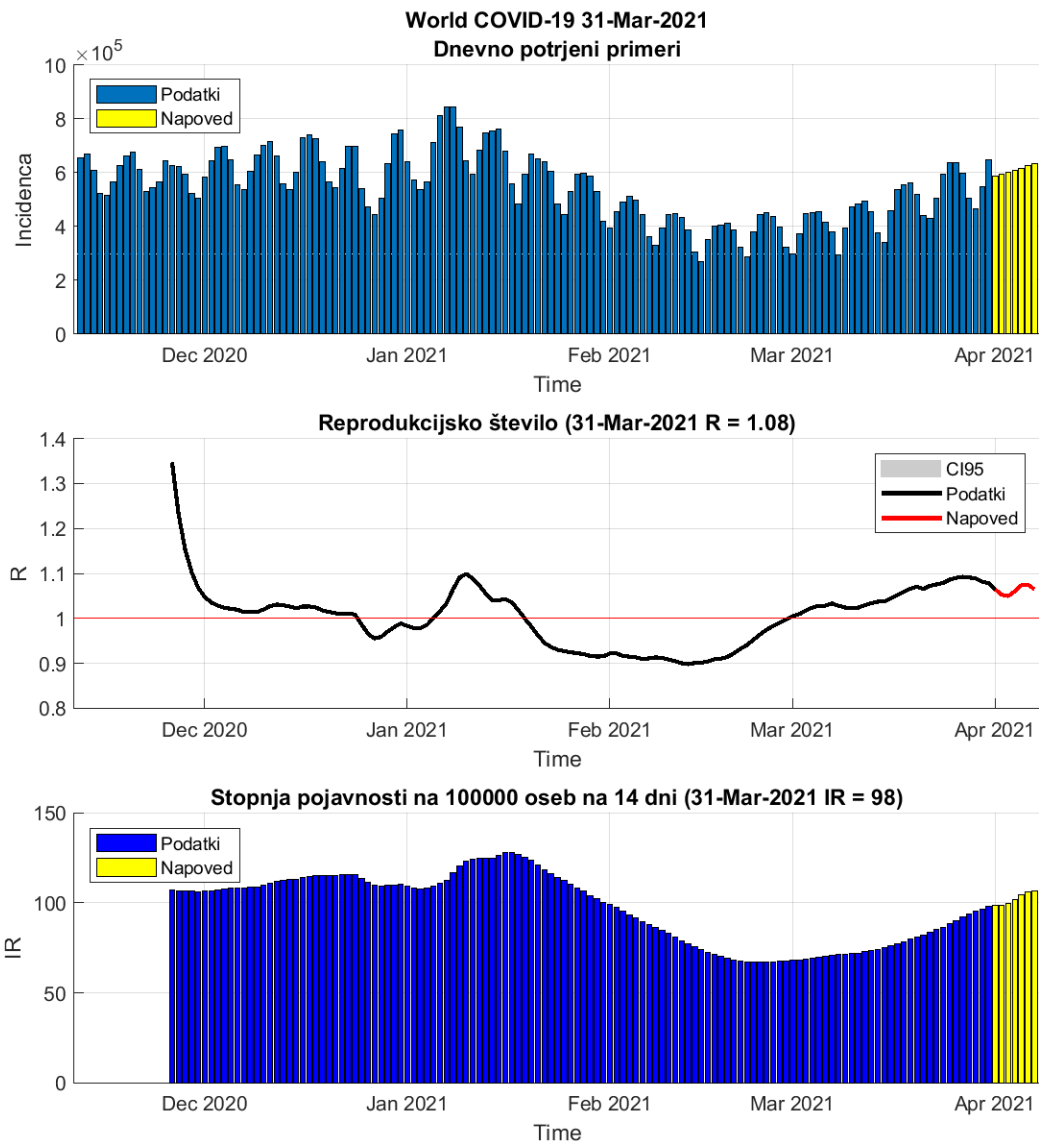 World COVID-19 31-Mar-2021
Dnevno potrjeni primeri
×10^5
10
8
6
4
2
0
Incidenca
Podatki
Napoved
Dec 2020
Jan 2021
Feb 2021
Mar 2021
Apr 2021
Time
Reprodukcijsko število (31-Mar-2021 R = 1.08)
1.4
1.3
1.2
1.1
1
0.9
0.8
R
CI95
Podatki
Napoved
Dec 2020
Jan 2021
Feb 2021
Mar 2021
Apr 2021
Time
Stopnja pojavnosti na 100000 oseb na 14 dni (31-Mar-2021 IR = 98)
150
100
50
0
IR
Podatki
Napoved
Dec 2020
Jan 2021
Feb 2021
Mar 2021
Apr 2021
Time